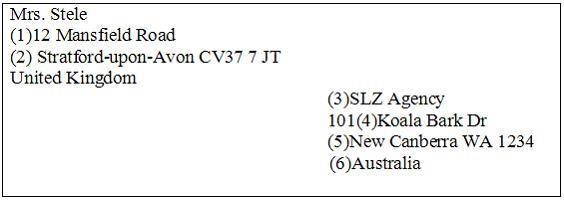 Mrs. Stele
(1)12 Mansfield Road
(2) Stratford-upon-Avon CV37 7 JT
United Kingdom
(3)SLZ Agency
101(4)Koala Bark Dr
(5)New Canberra WA 1234
(6)Australia